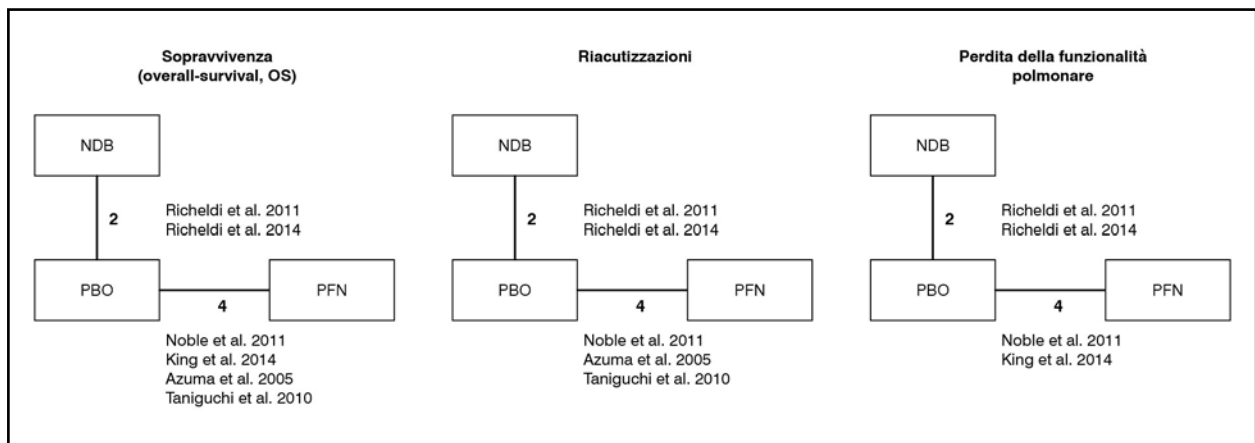 Sopravvivenza
(overall-survival, OS)
NDB
2
Richeldi et al. 2011
Richeldi et al. 2014
PBO
4
PFN
Noble et al. 2011
King et al. 2014
Azuma et al. 2005
Taniguchi et al. 2010
Riacutizzazioni
NDB
2
Richeldi et al. 2011
Richeldi et al. 2014
PBO
4
PFN
Noble et al. 2011
Azuma et al. 2005
Taniguchi et al. 2010
Perdita della funzionalità
polmonare
NDB
2
Richeldi et al. 2011
Richeldi et al. 2014
PBO
4
PFN
Noble et al. 2011
King et al. 2014